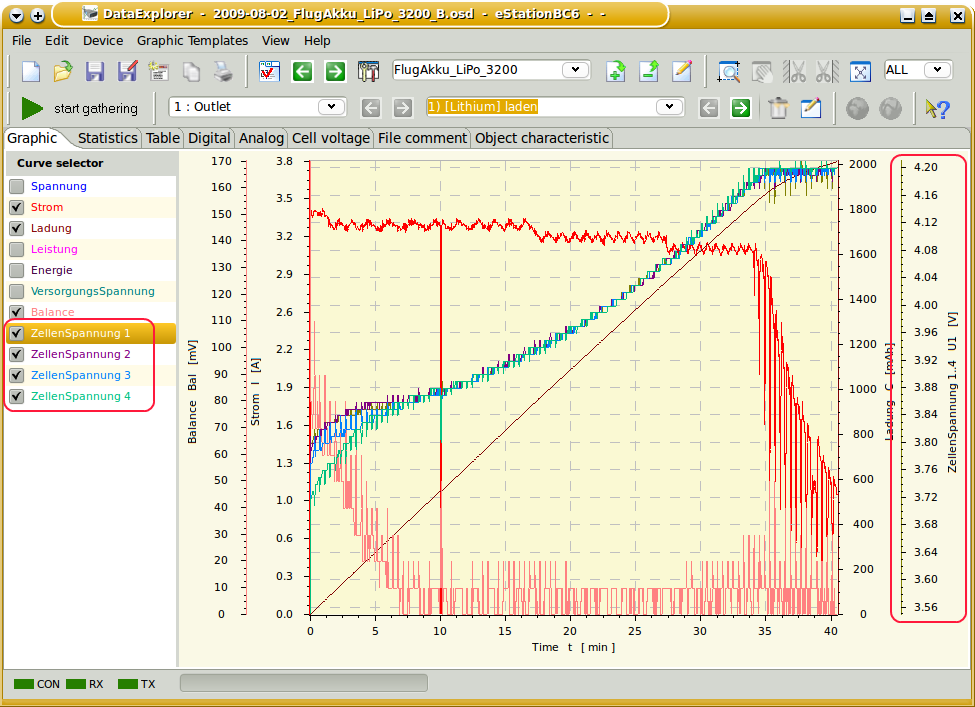 DataExplorer - 2009-08-02_FlugAkku_LiPo_3200_B.osd - eStationBC6 - -
File Edit Device Graphic Templates View Help
FlugAkku_LiPo_3200 ALL
start gathering 1 : Outlet 1) [Lithium] laden
Graphic Statistics Table Digital Analog Cell voltage File comment Object characteristic
Curve selector
Spannung
Strom
Ladung
Leistung
Energie
VersorgungsSpannung
Balance
ZellenSpannung 1
ZellenSpannung 2
ZellenSpannung 3
ZellenSpannung 4
Balance Bal [mV]
170
160
150
140
130
120
110
100
90
80
70
60
50
40
30
20
10
0
Strom I [A]
3.8
3.5
3.2
2.9
2.6
2.2
1.9
1.6
1.3
1.0
0.6
0.3
0.0
0 5 10 15 20 25 30 35 40
Time t [ min ]
2000
1800
1600
1400
1200
1000
800
600
400
200
0
Ladung C [mAh]
4.20
4.16
4.12
4.08
4.04
4.00
3.96
3.92
3.88
3.84
3.80
3.76
3.72
3.68
3.64
3.60
3.56
ZellenSpannung 1..4 U1 [V]
CON RX TX